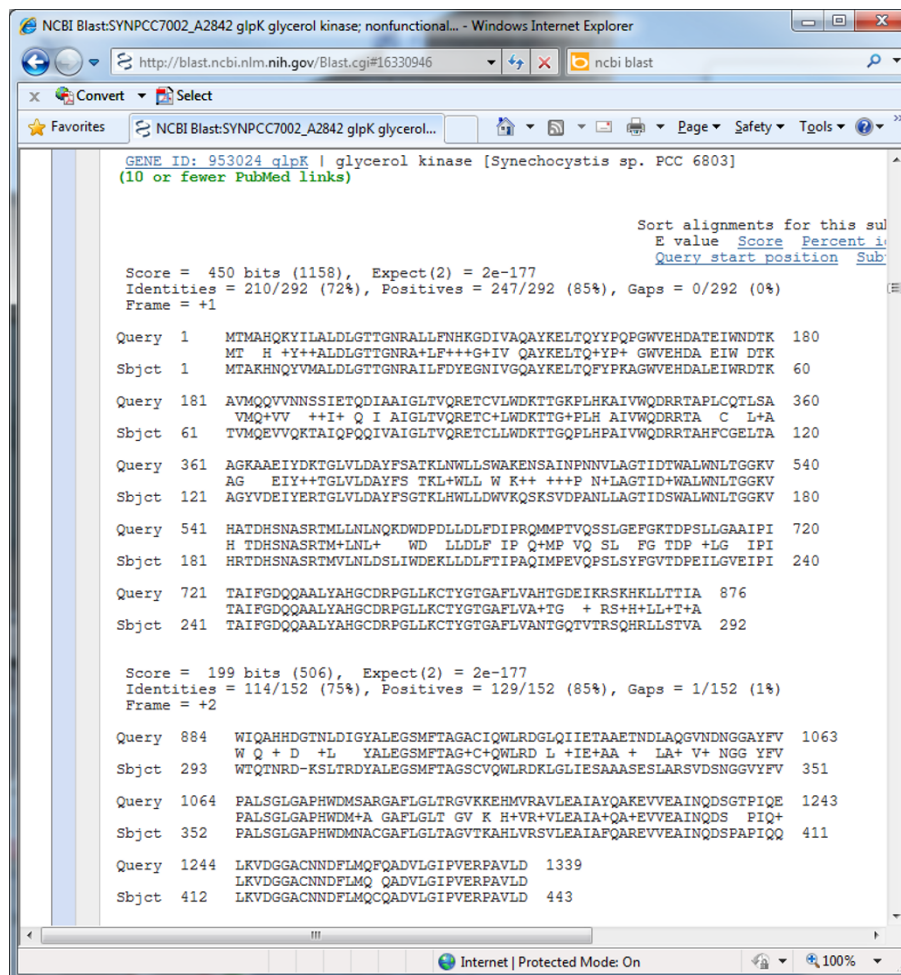 NCBI Blast:SYNPCC7002_A2842 glpK glycerol kinase; nonfunctional... - Windows Internet Explorer
http://blast.ncbi.nlm.nih.gov/Blast.cgi#16330946
ncbi blast
x Convert Select
Favorites NCBI Blast:SYNPCC7002_A2842 glpK glycerol... Page Safety Tools
GENE ID: 953024 glpK | glycerol kinase [Synechocystis sp. PCC 6803]
(10 or fewer PubMed links)
Sort alignments for this su
E value Score Percent i
Query start position Sub
Score = 450 bits (1158), Expect(2) = 2e-177
Identities = 210/292 (72%), Positives = 247/292 (85%), Gaps = 0/292 (0%)
Frame = +1
Query 1 MTMAHQKYILALDLGTTGNRALLFNHKGDIVAQAYKELTQYYPQPGWVEHDATEIWNDTK 180
MT H +Y++ALDLGTTGNRA+LF+++G+IV QAYKELTQ+YP+ GWVEHDA EIW DTK
Sbjct 1 MTAKHNQYVMALDLGTTGNRAILFDYEGNIVGQAYKELTQFYPKAGWVEHDALEIWRDTK 60
Query 181 AVMQQVVNNSSIETQDIAAIGLTVQRETCVLWDKTTGKPLHKAIVWQDRRTAPLCQTLSA 360
VMQ+VV ++I+ Q I AIGLTVQRETC+LWDKTTG+PLH AIVWQDRRTA C L+A
Sbjct 61 TVMQEVVQKTAIQPQQIVAIGLTVQRETCLLWDKTTGQPLHPAIVWQDRRTAHFCGELTA 120
Query 361 AGKAAEIYDKTGLVLDAYFSATKLNWLLSWAKENSAINPNNVLAGTIDTWALWNLTGGKV 540
AG EIY++TGLVLDAYFS TKL+WLL W K++ +++P N+LAGTID+WALWNLTGGKV
Sbjct 121 AGYVDEIYERTGLVLDAYFSGTKLHWLLDWVKQSKSVDPANLLAGTIDSWALWNLTGGKV 180
Query 541 HATDHSNASRTMLLNLNQKDWDPDLLDLFDIPRQMMPTVQSSLGEFGKTDPSLLGAAIPI 720
H TDHSNASRTM+LNL+ WD LLDLF IP Q+MP VQ SL FG TDP +LG IPI
Sbjct 181 HRTDHSNASRTMVLNLDSLIWDEKLLDLFTIPAQIMPEVQPSLSYFGVTDPEILGVEIPI 240
Query 721 TAIFGDQQAALYAHGCDRPGLLKCTYGTGAFLVAHTGDEIKRSKHKLLTTIA 876
TAIFGDQQAALYAHGCDRPGLLKCTYGTGAFLVA+TG + RS+H+LL+T+A
Sbjct 241 TAIFGDQQAALYAHGCDRPGLLKCTYGTGAFLVANTGQTVTRSQHRLLSTVA 292
Score = 199 bits (506), Expect(2) = 2e-177
Identities = 114/152 (75%), Positives = 129/152 (85%), Gaps = 1/152 (1%)
Frame = +2
Query 884 WIQAHHDGTNLDIGYALEGSMFTAGACIQWLRDGLQIIETAAETNDLAQGVNDNGGAYFV 1063
W Q + D +L YALEGSMFTAG+C+QWLRD L +IE+AA + LA+ V+ NGG YFV
Sbjct 293 WTQTNRD-KSLTRDYALEGSMFTAGSCVQWLRDKLGLIESAAASESLARSVDSNGGVYFV 351
Query 1064 PALSGLGAPHWDMSARGAFLGLTRGVKKEHMVRAVLEAIAYQAKEVVEAINQDSGTPIQE 1243
PALSGLGAPHWDM+A GAFLGLT GV K H+VR+VLEAIA+QA+EVVEAINQDS PIQ+
Sbjct 352 PALSGLGAPHWDMNACGAFLGLTAGVTKAHLVRSVLEAIAFQAREVVEAINQDSPAPIQQ 411
Query 1244 LKVDGGACNNDFLMQFQADVLGIPVERPAVLD 1339
LKVDGGACNNDFLMQ QADVLGIPVERPAVLD
Sbjct 412 LKVDGGACNNDFLMQCQADVLGIPVERPAVLD 443
Internet | Protected Mode: On 100%